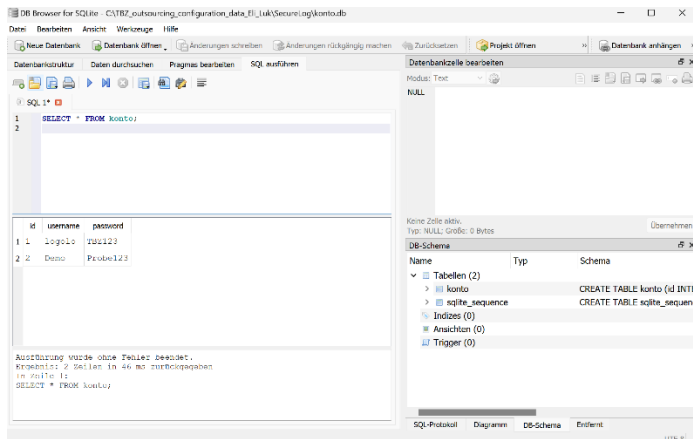 DB Browser for SQLite - C:\TBZ_outsourcing_configuration_data_Eli_Luk\SecureLog\konto.db
Datei Bearbeiten Ansicht Werkzeuge Hilfe
Neue Datenbank Datenbank öffnen Änderungen schreiben Änderungen rückgängig machen Zurücksetzen Projekt öffnen » Datenbank anhängen »
Datenbankstruktur Daten durchsuchen Pragmas bearbeiten SQL ausführen
SQL 1*
1 SELECT * FROM konto;
2
id username password
1 1 logolo TBZ123
2 2 Demo Probe123
Ausführung wurde ohne Fehler beendet.
Ergebnis: 2 Zeilen in 46 ms zurückgegeben
In Zeile 1:
SELECT * FROM konto;
Datenbankzelle bearbeiten
Modus: Text
NULL
Keine Zelle aktiv.
Typ: NULL; Größe: 0 Bytes
Übernehmen
DB-Schema
Name Typ Schema
Tabellen (2)
konto CREATE TABLE konto (id INTE
sqlite_sequence CREATE TABLE sqlite_sequen
Indizes (0)
Ansichten (0)
Trigger (0)
SQL-Protokoll Diagramm DB-Schema Entfernt
UTF-8